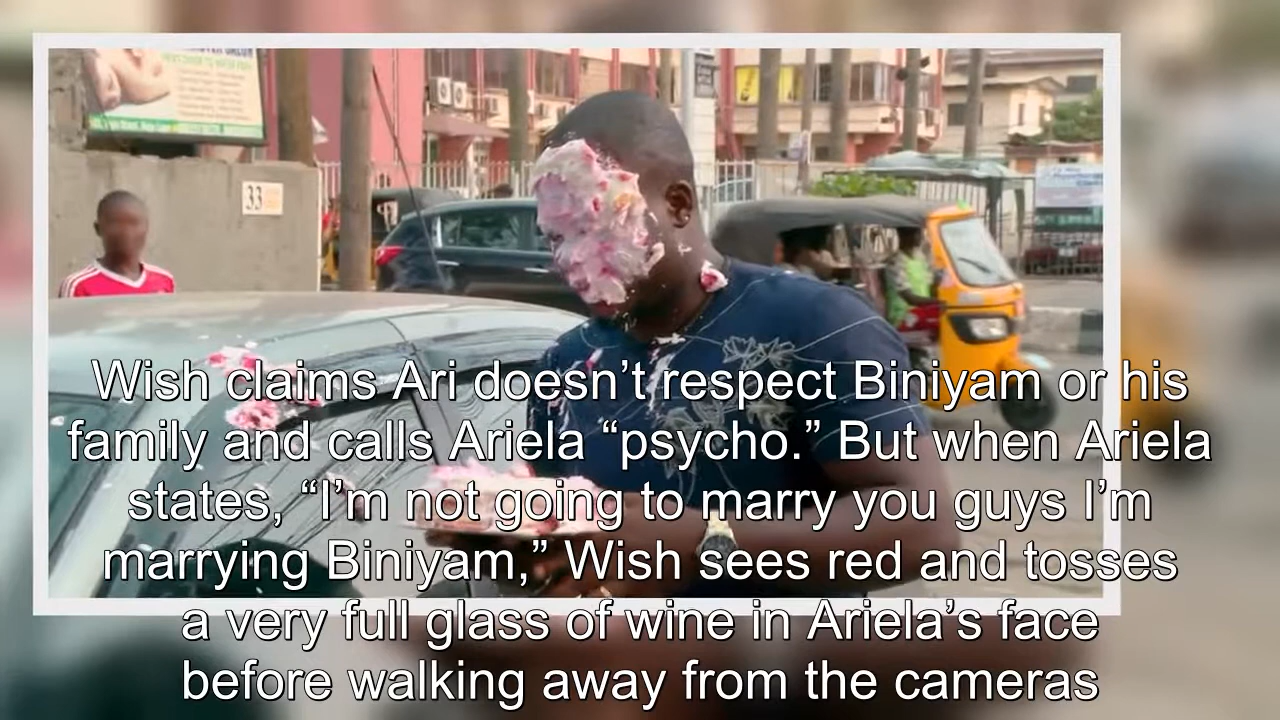 33
Wish claims Ari doesn’t respect Biniyam or his
family and calls Ariela “psycho.” But when Ariela
states, “I’m not going to marry you guys I’m
marrying Biniyam,” Wish sees red and tosses
a very full glass of wine in Ariela’s face
before walking away from the cameras